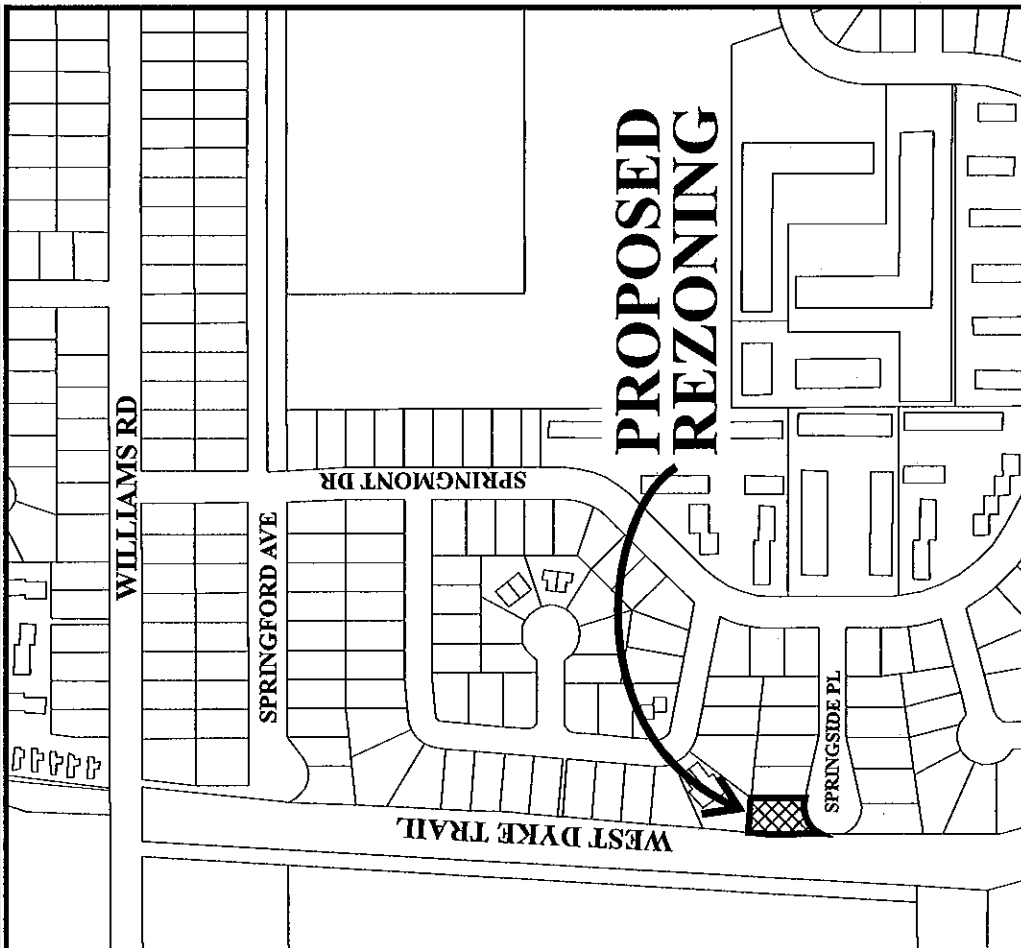 PROPOSED
REZONING
WILLIAMS RD
SPRINGFORD AVE
SPRINGMONT DR
SPRINGSIDE PL
WEST DYKE TRAIL